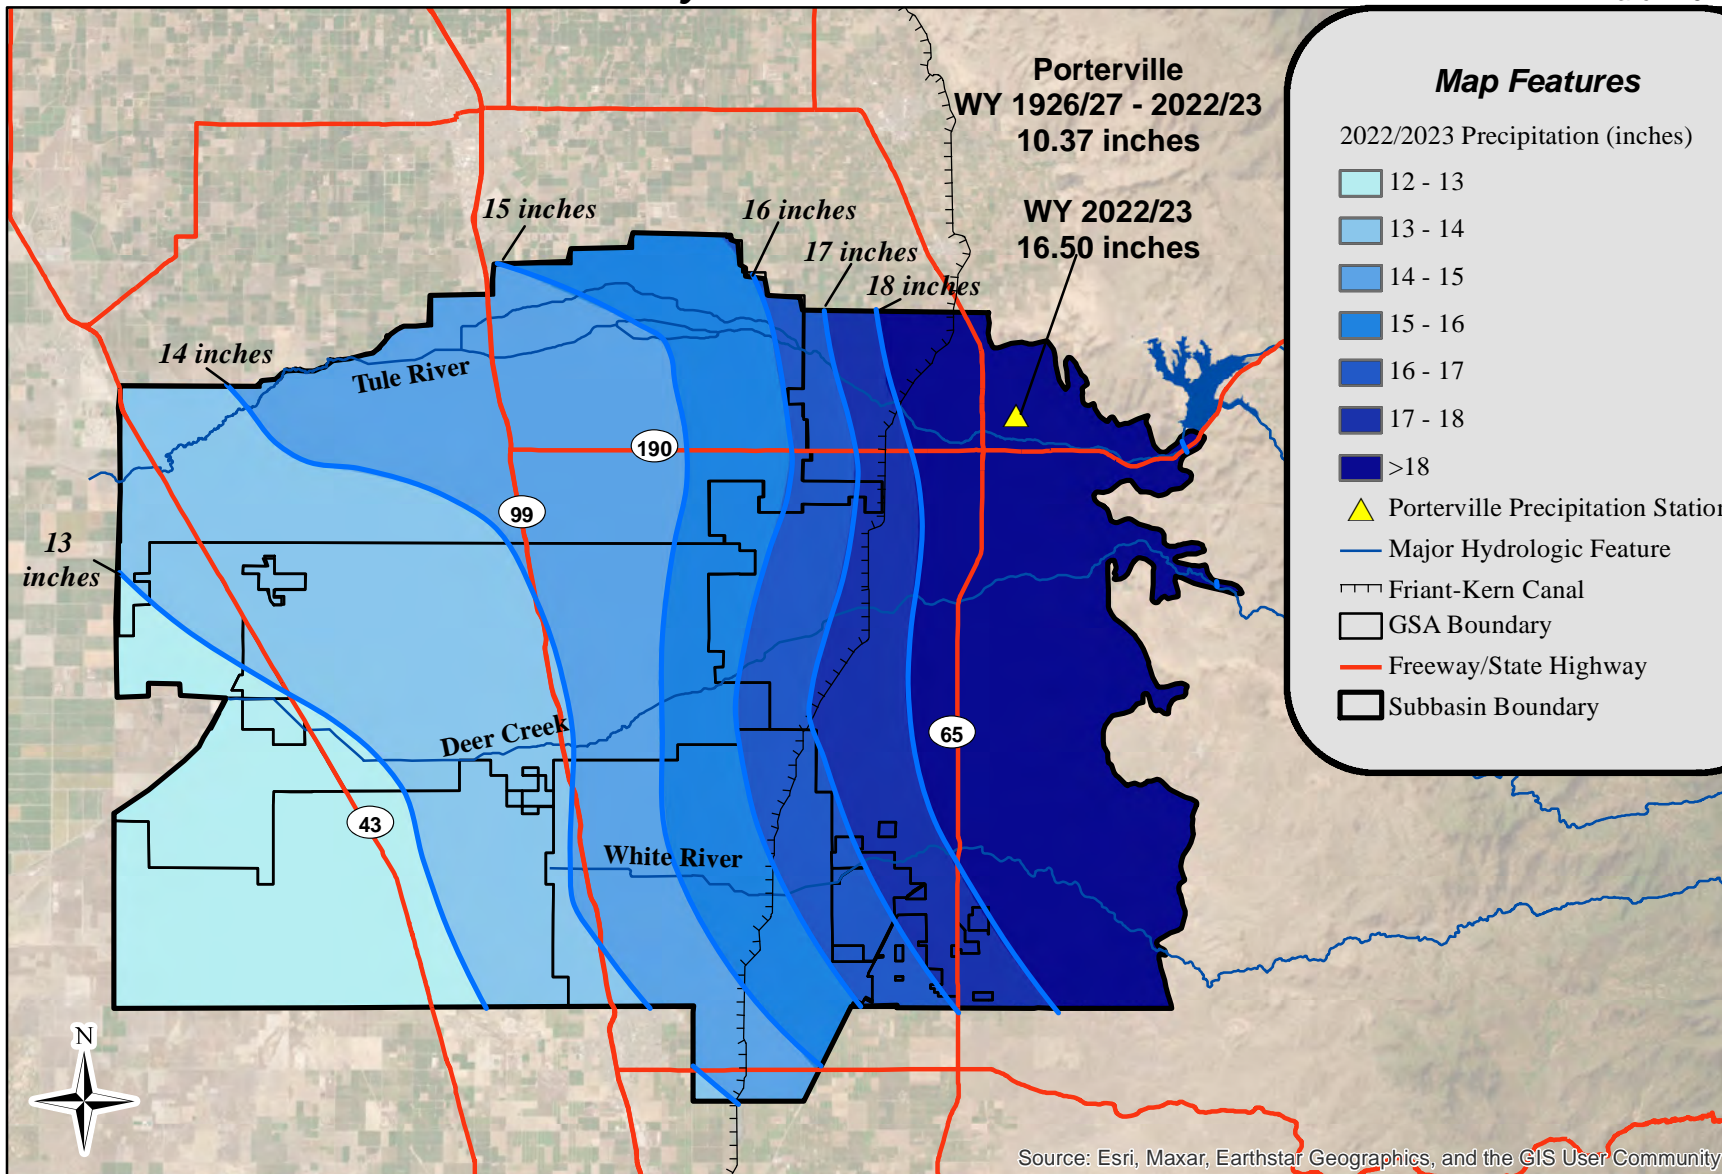 Porterville
WY 1926/27 - 2022/23
10.37 inches
WY 2022/23
16.50 inches
15 inches
16 inches
17 inches
18 inches
14 inches
13
inches
Tule River
190
99
Deer Creek
65
43
White River
N
Map Features
2022/2023 Precipitation (inches)
12 - 13
13 - 14
14 - 15
15 - 16
16 - 17
17 - 18
>18
Porterville Precipitation Station
Major Hydrologic Feature
Friant-Kern Canal
GSA Boundary
Freeway/State Highway
Subbasin Boundary
Source: Esri, Maxar, Earthstar Geographics, and the GIS User Community